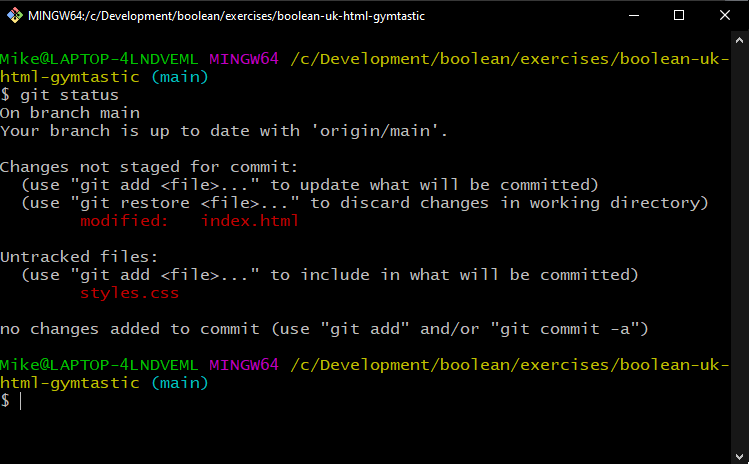 MINGW64:/c/Development/boolean/exercises/boolean-uk-html-gymtastic
Mike@LAPTOP-4LNDVEML MINGW64 /c/Development/boolean/exercises/boolean-uk-
html-gymtastic (main)
$ git status
On branch main
Your branch is up to date with 'origin/main'.
Changes not staged for commit:
  (use "git add <file>..." to update what will be committed)
  (use "git restore <file>..." to discard changes in working directory)
        modified:   index.html
Untracked files:
  (use "git add <file>..." to include in what will be committed)
        styles.css
no changes added to commit (use "git add" and/or "git commit -a")
Mike@LAPTOP-4LNDVEML MINGW64 /c/Development/boolean/exercises/boolean-uk-
html-gymtastic (main)
$